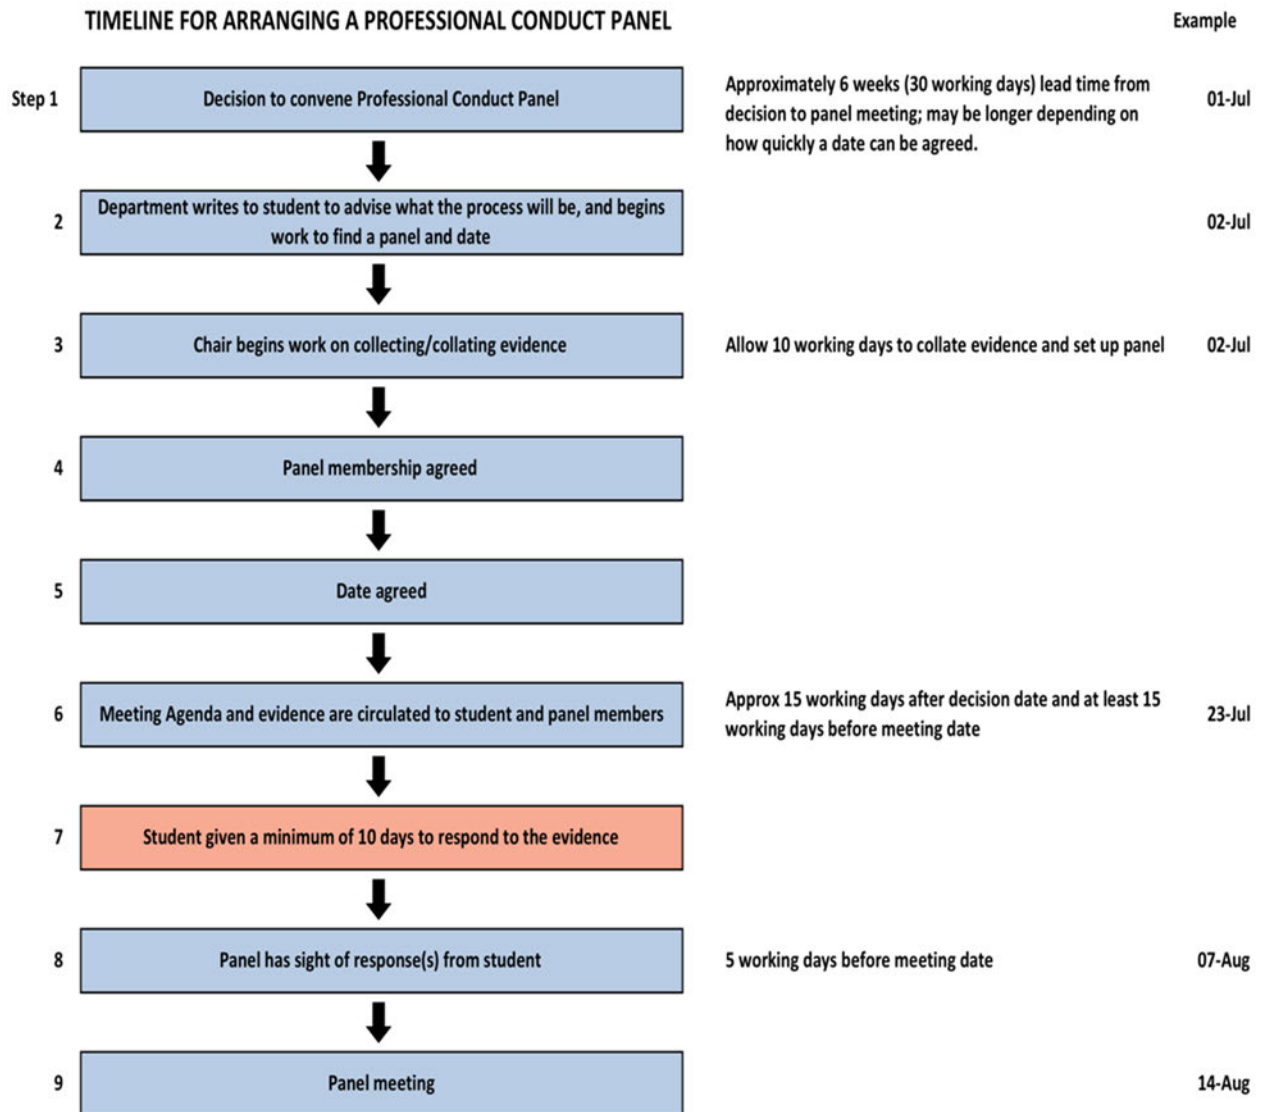 TIMELINE FOR ARRANGING A PROFESSIONAL CONDUCT PANEL
Example
Step 1
Decision to convene Professional Conduct Panel
Approximately 6 weeks (30 working days) lead time from
decision to panel meeting; may be longer depending on
how quickly a date can be agreed.
01-Jul
2
Department writes to student to advise what the process will be, and begins
work to find a panel and date
02-Jul
3
Chair begins work on collecting/collating evidence
Allow 10 working days to collate evidence and set up panel
02-Jul
4
Panel membership agreed
5
Date agreed
6
Meeting Agenda and evidence are circulated to student and panel members
Approx 15 working days after decision date and at least 15
working days before meeting date
23-Jul
7
Student given a minimum of 10 days to respond to the evidence
8
Panel has sight of response(s) from student
5 working days before meeting date
07-Aug
9
Panel meeting
14-Aug